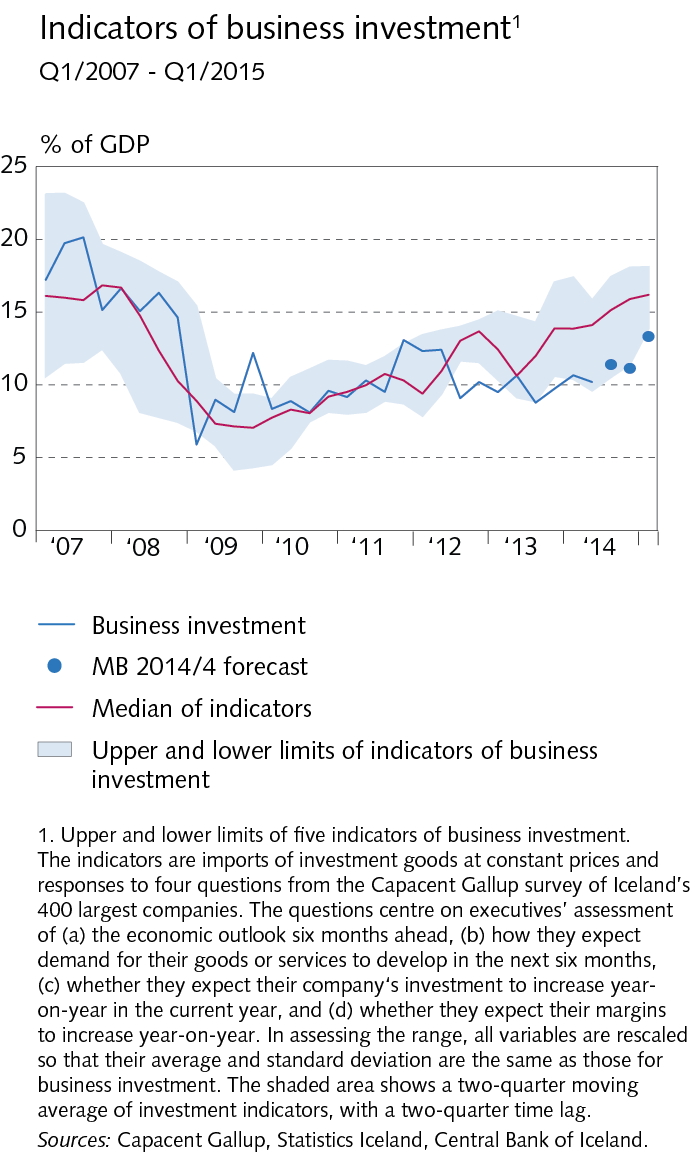 Indicators of business investment¹
Q1/2007 - Q1/2015
% of GDP
25
20
15
10
5
0
‘07 ‘08 ‘09 ‘10 ‘11 ‘12 ‘13 ‘14
Business investment
MB 2014/4 forecast
Median of indicators
Upper and lower limits of indicators of business
investment
1. Upper and lower limits of five indicators of business investment.
The indicators are imports of investment goods at constant prices and
responses to four questions from the Capacent Gallup survey of Iceland’s
400 largest companies. The questions centre on executives’ assessment
of (a) the economic outlook six months ahead, (b) how they expect
demand for their goods or services to develop in the next six months,
(c) whether they expect their company‘s investment to increase year-
on-year in the current year, and (d) whether they expect their margins
to increase year-on-year. In assessing the range, all variables are rescaled
so that their average and standard deviation are the same as those for
business investment. The shaded area shows a two-quarter moving
average of investment indicators, with a two-quarter time lag.
Sources: Capacent Gallup, Statistics Iceland, Central Bank of Iceland.